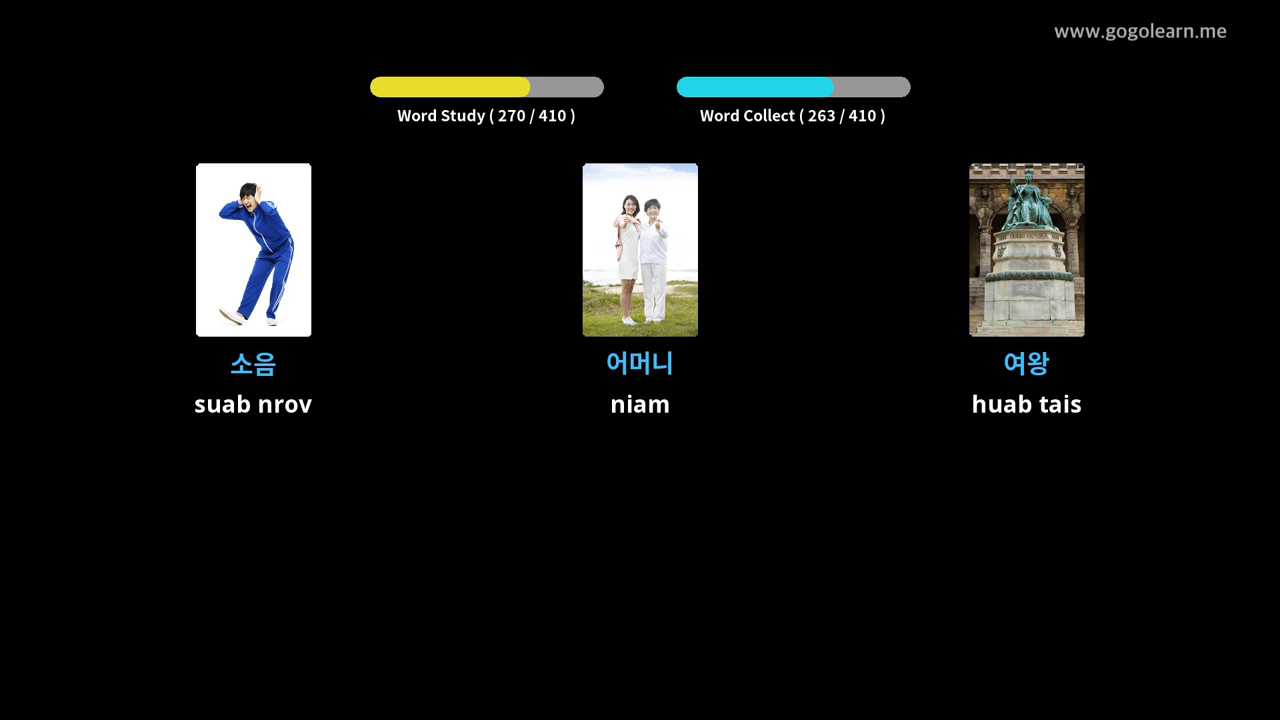 www.gogolearn.me
Word Study ( 270 / 410 )
Word Collect ( 263 / 410 )
소음
어머니
여왕
suab nrov
niam
huab tais